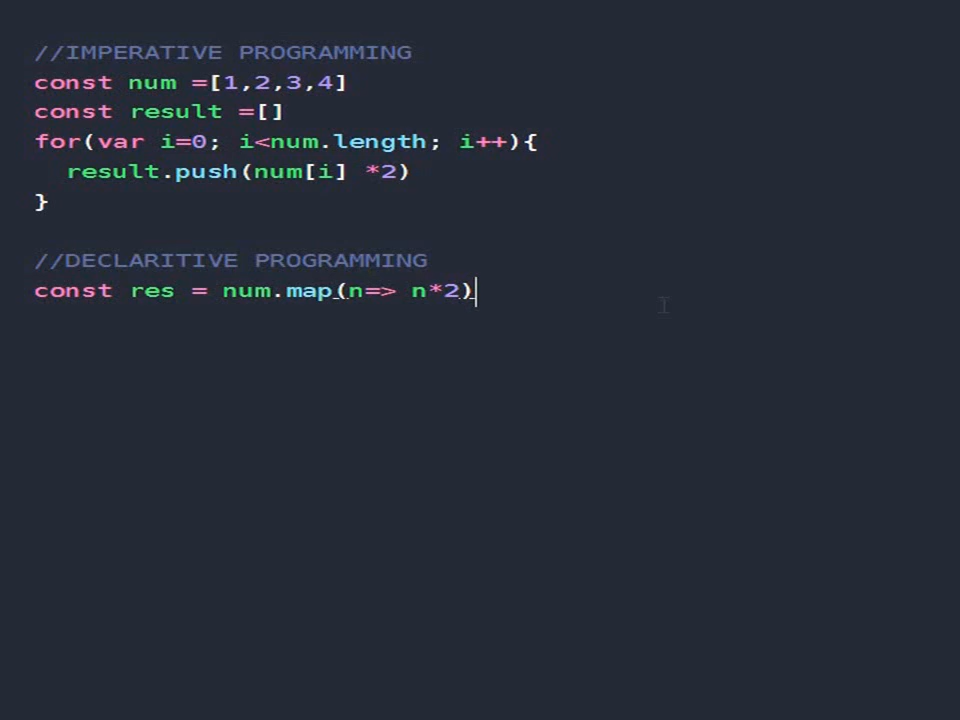 //IMPERATIVE PROGRAMMING
const num =[1,2,3,4]
const result =[]
for(var i=0; i<num.length; i++){
  result.push(num[i] *2)
}
//DECLARITIVE PROGRAMMING
const res = num.map(n=> n*2)